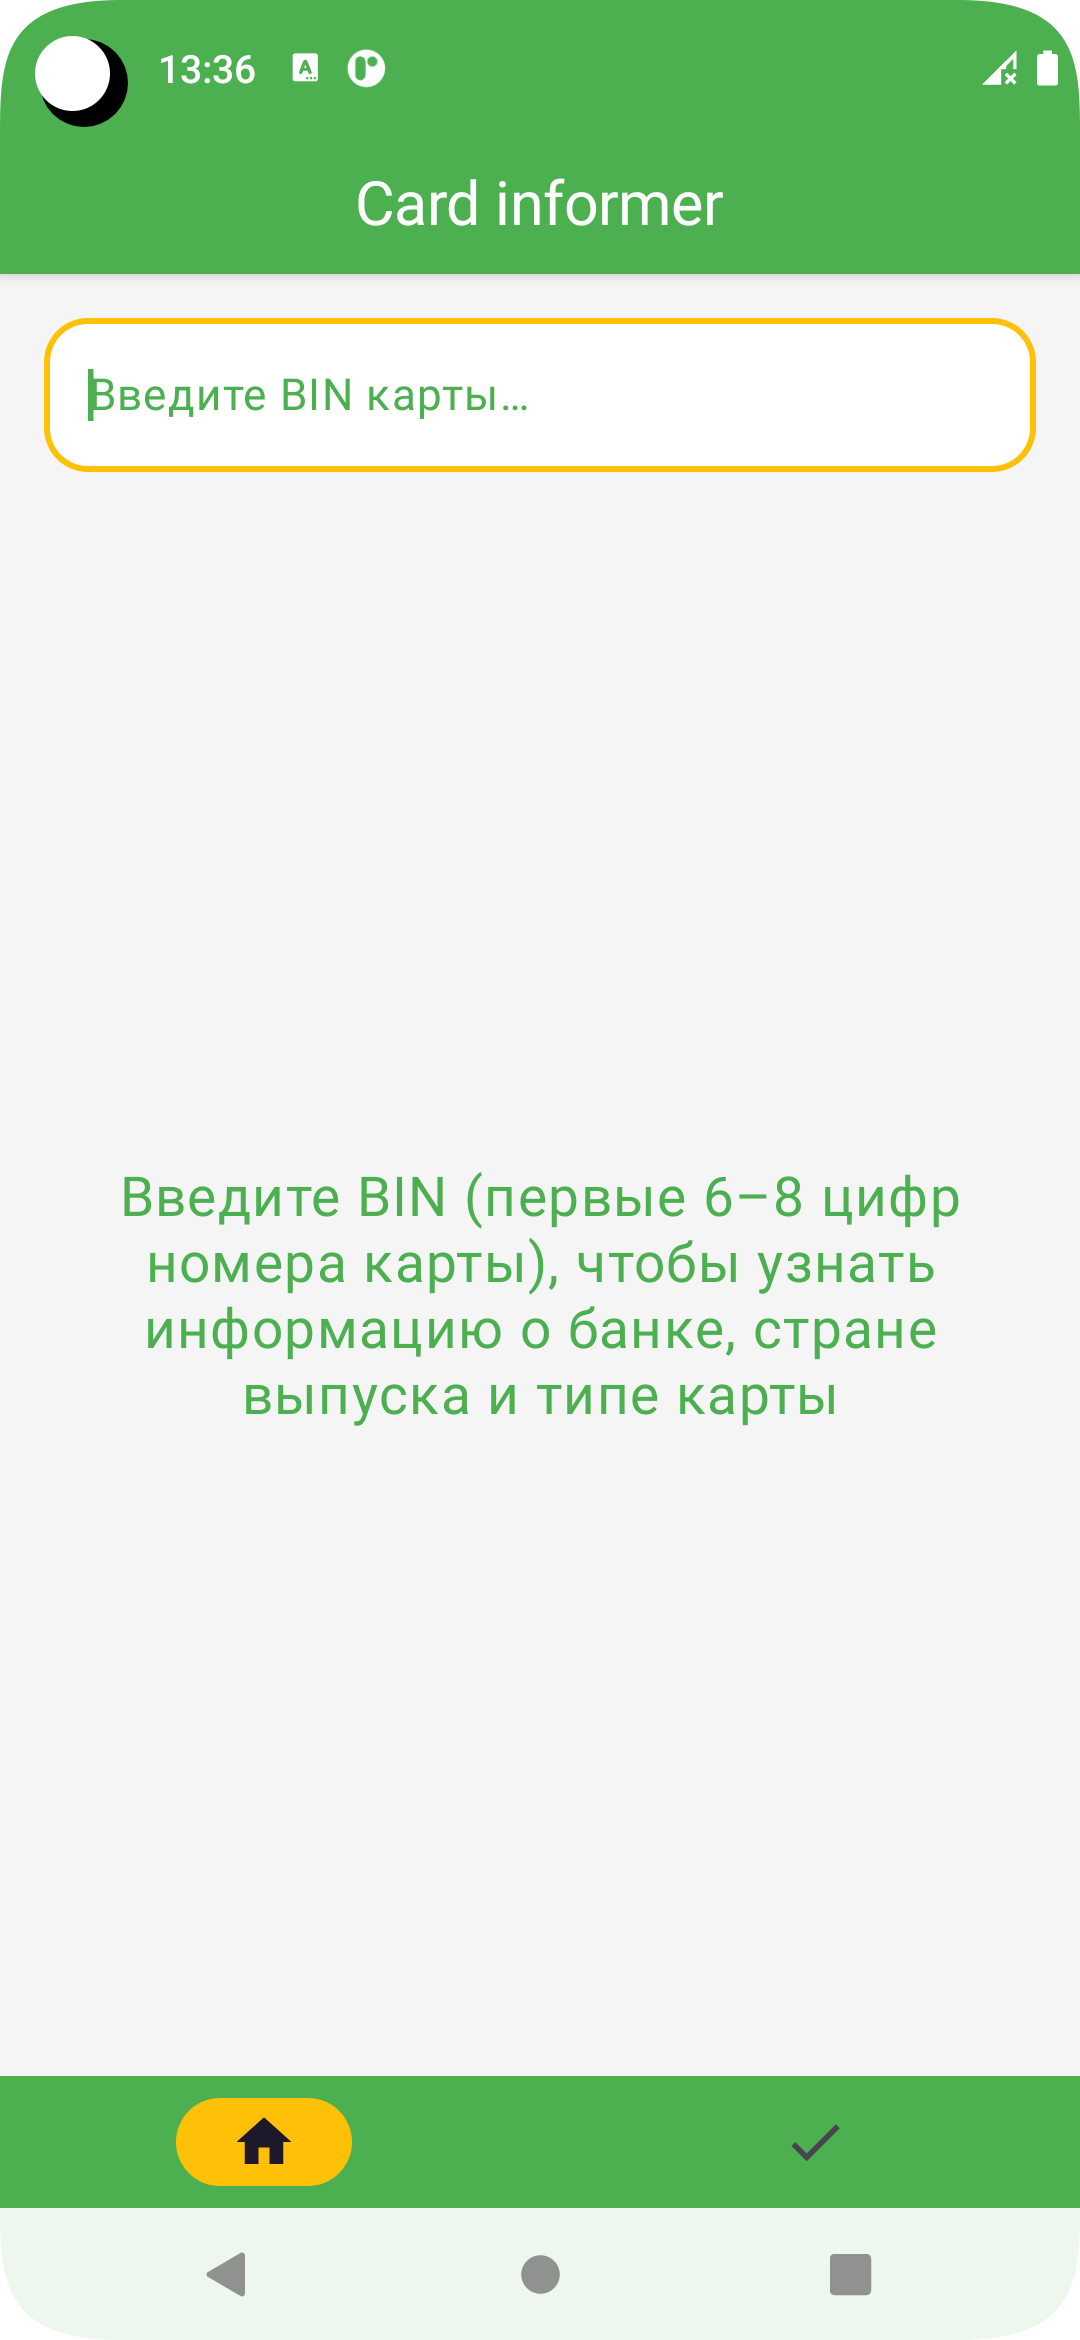 13:36
Card informer
Введите BIN карты...
Введите BIN (первые 6–8 цифр
номера карты), чтобы узнать
информацию о банке, стране
выпуска и типе карты